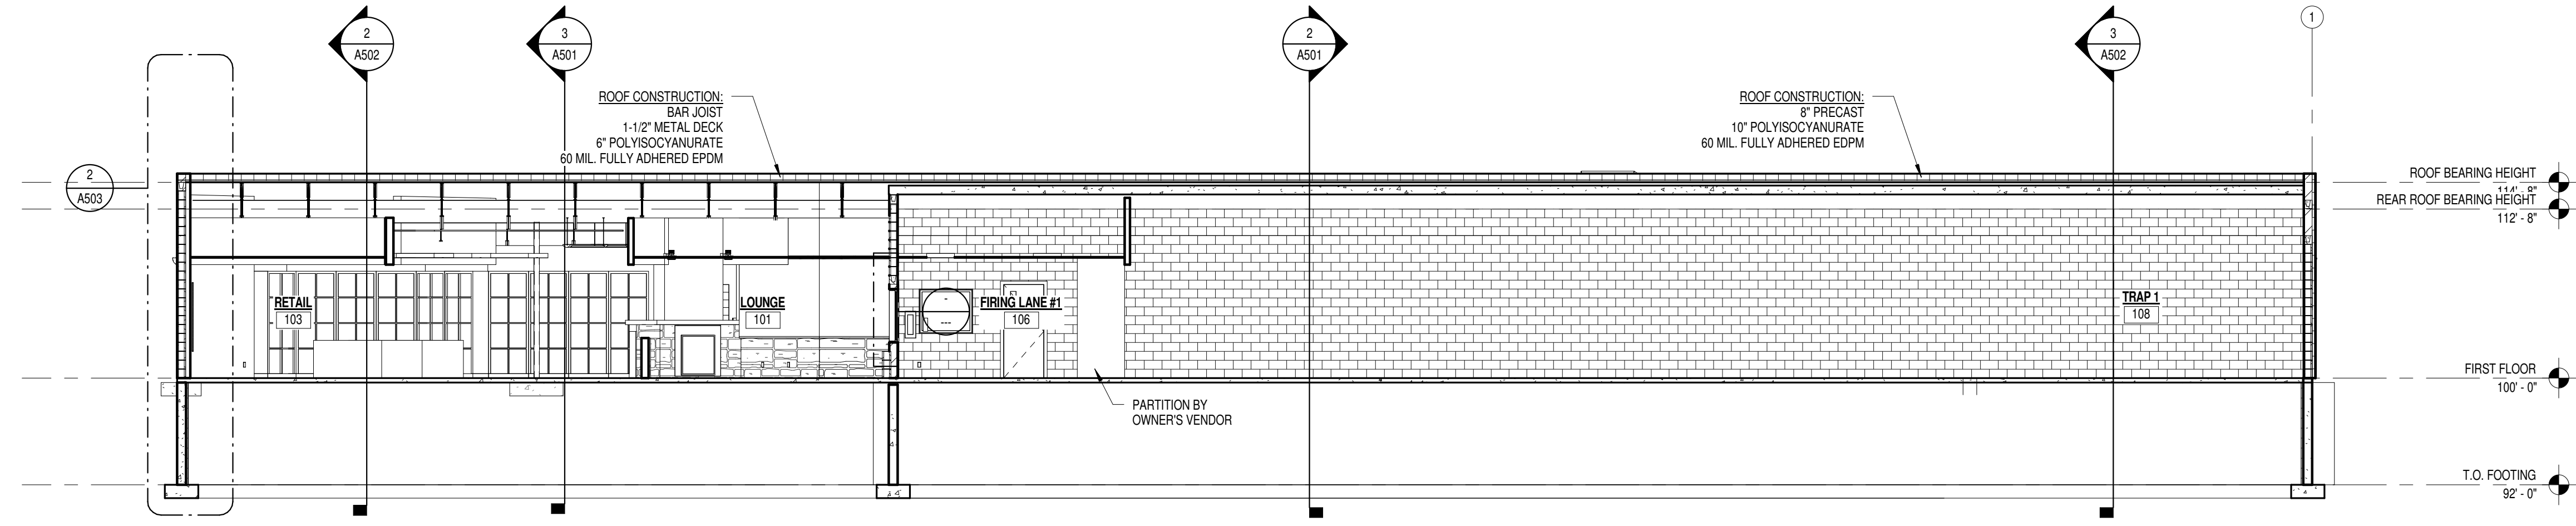 2
A502
3
A501
2
A501
3
A502
1
ROOF CONSTRUCTION:
BAR JOIST
1-1/2" METAL DECK
6" POLYISOCYANURATE
60 MIL. FULLY ADHERED EPDM
ROOF CONSTRUCTION:
8" PRECAST
10" POLYISOCYANURATE
60 MIL. FULLY ADHERED EDPM
2
A503
ROOF BEARING HEIGHT
114' - 8"
REAR ROOF BEARING HEIGHT
112' - 8"
RETAIL
103
LOUNGE
101
FIRING LANE #1
106
-
---
TRAP 1
108
FIRST FLOOR
100' - 0"
PARTITION BY
OWNER'S VENDOR
T.O. FOOTING
92' - 0"